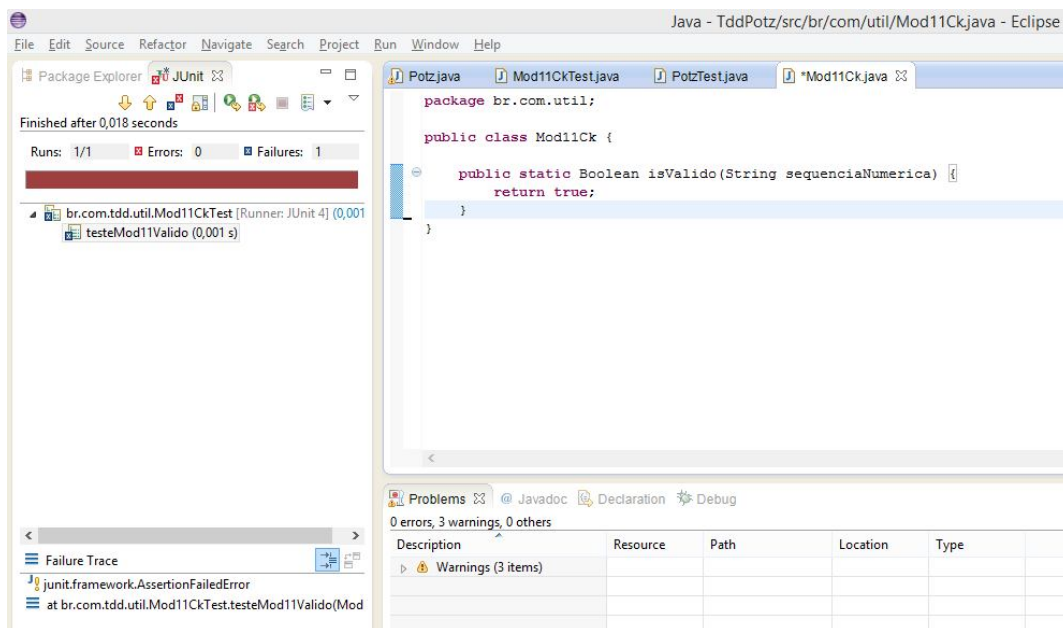 Java - TddPotz/src/br/com/util/Mod11Ck.java - Eclipse
File Edit Source Refactor Navigate Search Project Run Window Help
Package Explorer JUnit
Finished after 0,018 seconds
Runs: 1/1 Errors: 0 Failures: 1
br.com.tdd.util.Mod11CkTest [Runner: JUnit 4] (0,001
testeMod11Valido (0,001 s)
Failure Trace
junit.framework.AssertionFailedError
at br.com.tdd.util.Mod11CkTest.testeMod11Valido(Mod
Potz.java Mod11CkTest.java PotzTest.java *Mod11Ck.java
package br.com.util;
public class Mod11Ck {
public static Boolean isValido(String sequenciaNumerica) {
return true;
}
}
Problems @ Javadoc Declaration Debug
0 errors, 3 warnings, 0 others
Description Resource Path Location Type
Warnings (3 items)